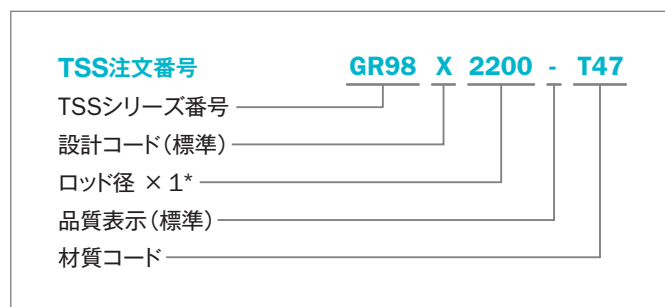 TSS注文番号 GR98 X 2200 - T47
TSSシリーズ番号
設計コード(標準)
ロッド径 × 1*
品質表示(標準)
材質コード